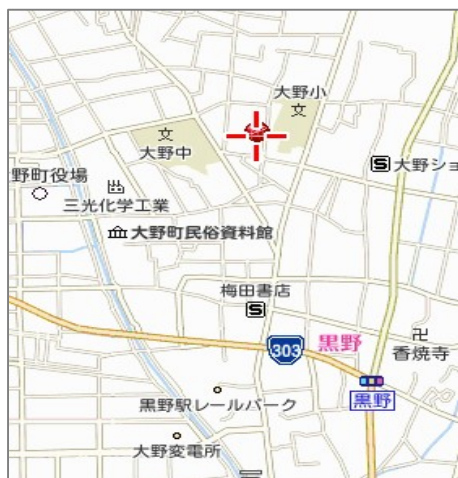 大野小
文
文
大野中
S
大野ショ
野町役場
三光化学工業
大野町民俗資料館
梅田書店
S
303
黒野
香焼寺
黒野
黒野駅レールパーク
大野変電所